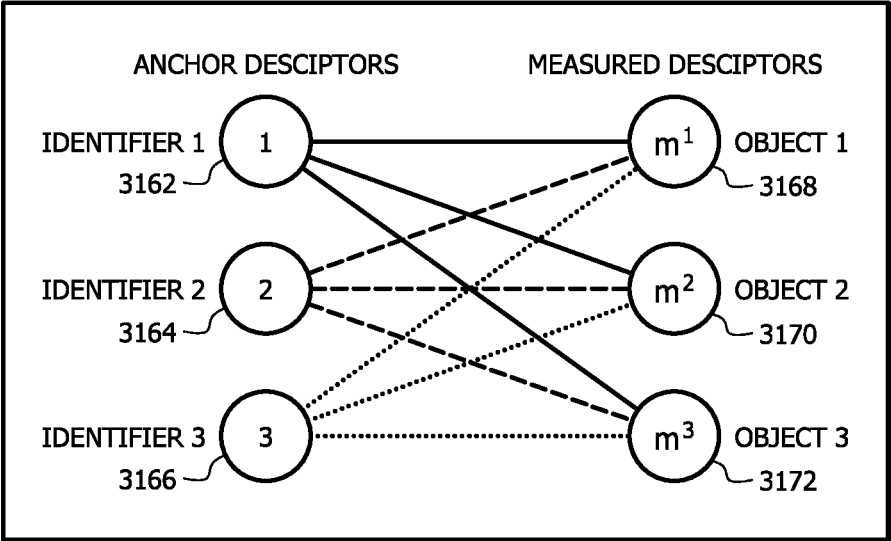 ANCHOR DESCIPTORS MEASURED DESCIPTORS
IDENTIFIER 1 1 m¹ OBJECT 1
3162 3168
IDENTIFIER 2 2 m² OBJECT 2
3164 3170
IDENTIFIER 3 3 m³ OBJECT 3
3166 3172